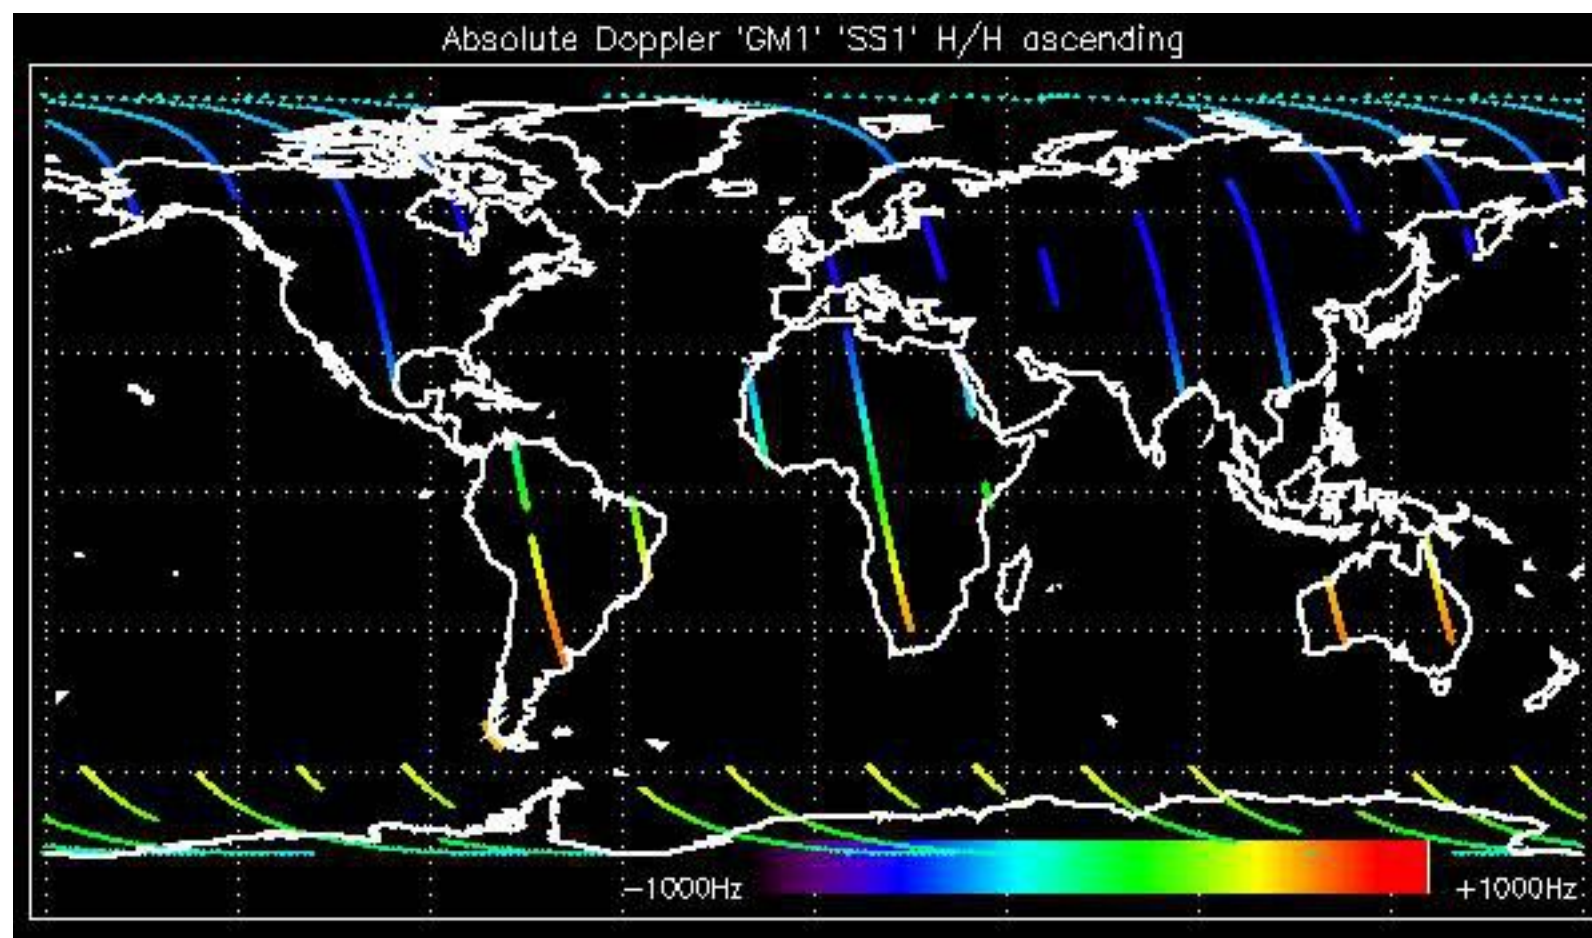 Absolute Doppler 'GM1' 'SS1' H/H ascending
-1000Hz
+1000Hz